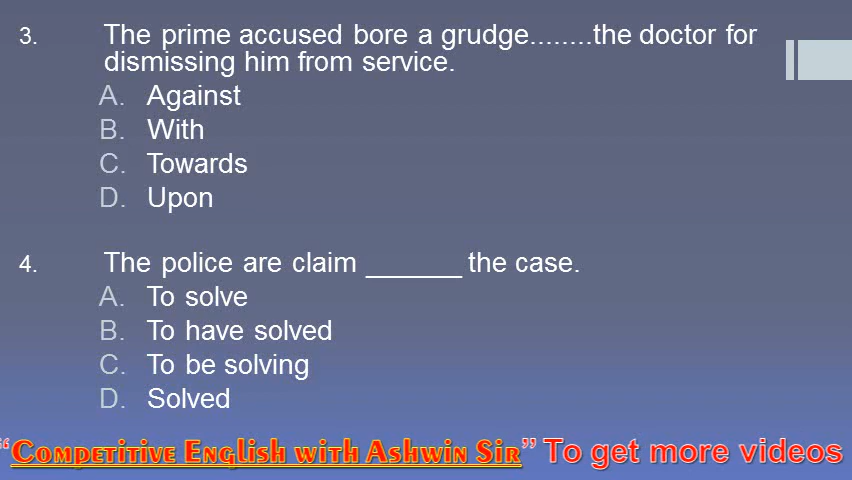 3. The prime accused bore a grudge........the doctor for
dismissing him from service.
A. Against
B. With
C. Towards
D. Upon
4. The police are claim ______ the case.
A. To solve
B. To have solved
C. To be solving
D. Solved
“Competitive English with Ashwin Sir” To get more videos